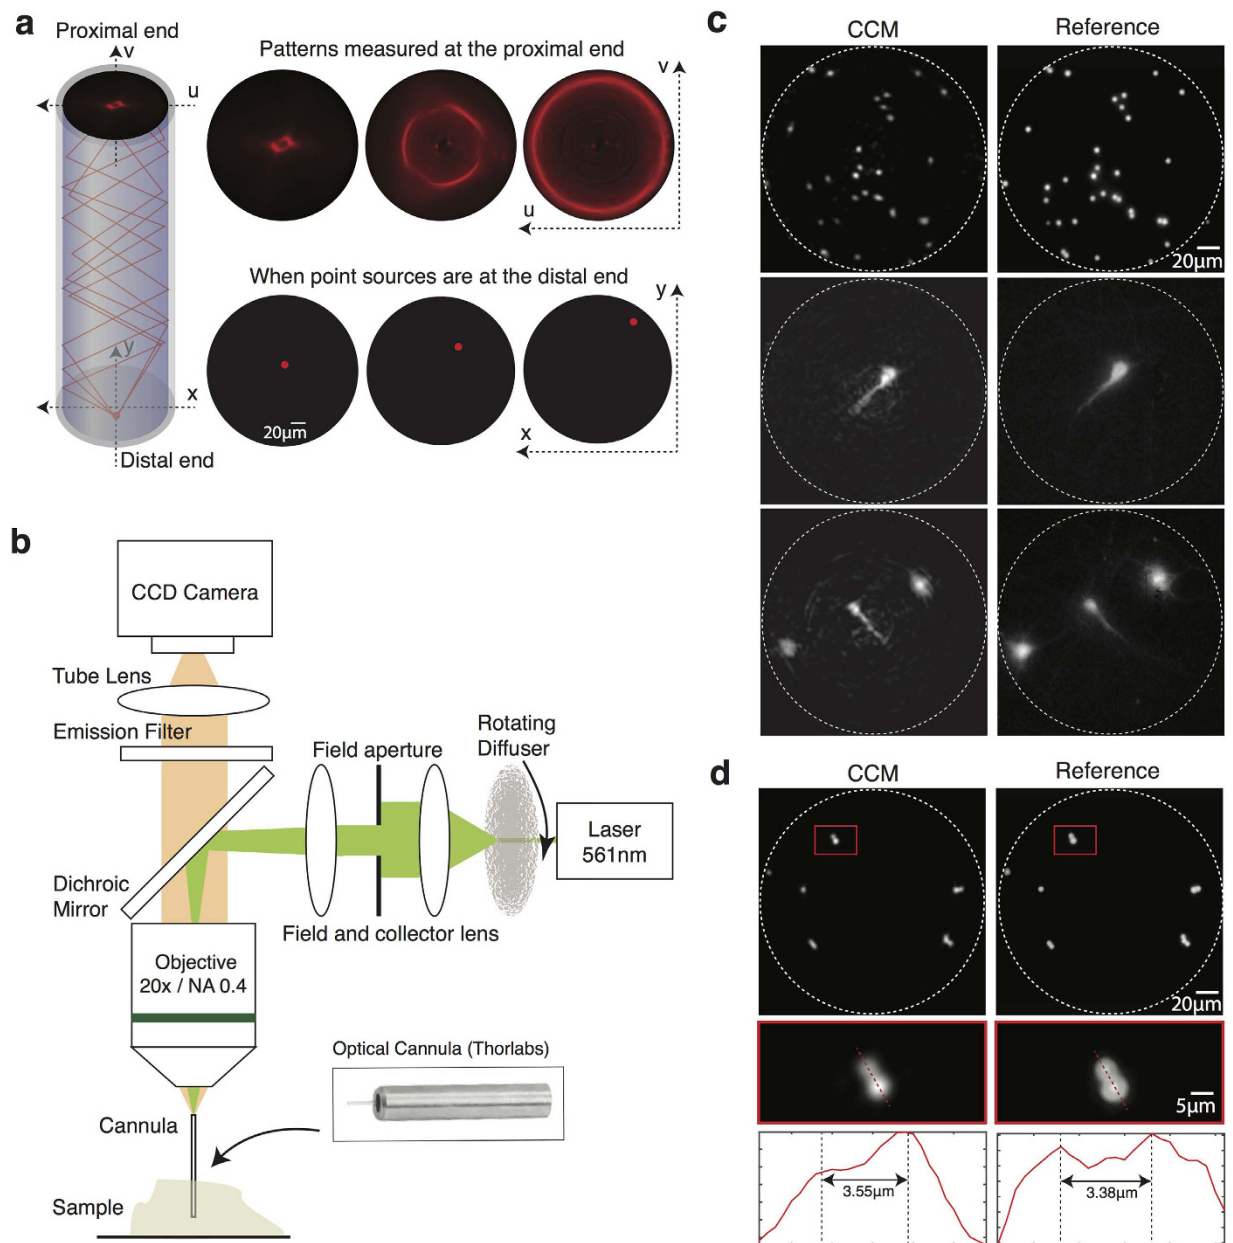 a
Proximal end
v
u
Patterns measured at the proximal end
v
u
When point sources are at the distal end
y
20µm
x
y
x
Distal end
b
CCD Camera
Tube Lens
Emission Filter
Field aperture
Rotating
Diffuser
Laser
561nm
Dichroic
Mirror
Field and collector lens
Objective
20x / NA 0.4
Optical Cannula (Thorlabs)
Cannula
Sample
c
CCM
Reference
20µm
d
CCM
Reference
20µm
5µm
3.55µm
3.38µm